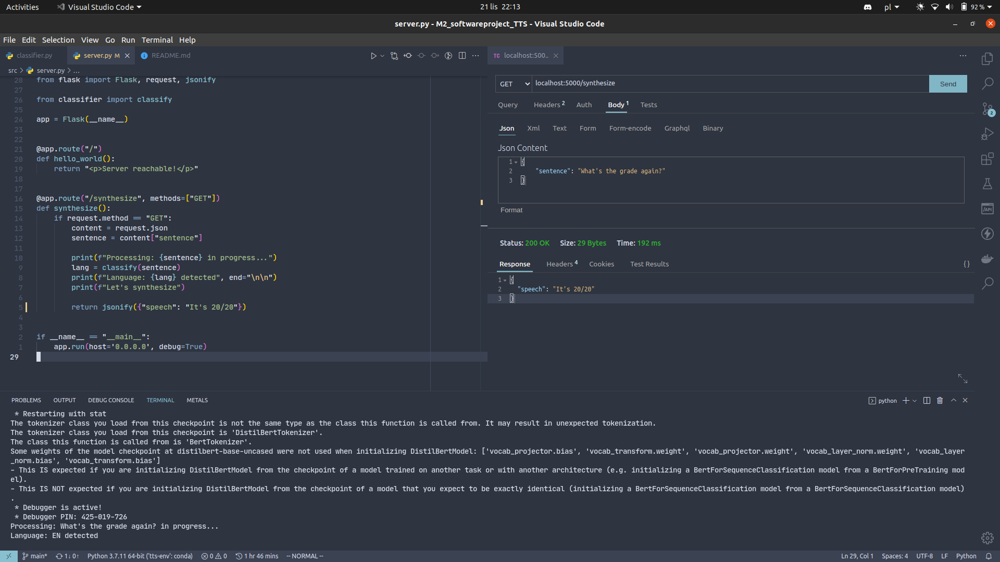 Activities Visual Studio Code 21 lis 22:13 pl 92 %
server.py - M2_softwareproject_TTS - Visual Studio Code
File Edit Selection View Go Run Terminal Help
classifier.py server.py M README.md
src server.py ...
28 from flask import Flask, request, jsonify
27
26 from classifier import classify
25
24 app = Flask(__name__)
23
22
21 @app.route("/")
20 def hello_world():
19 return "<p>Server reachable!</p>"
18
17
16 @app.route("/synthesize", methods=["GET"])
15 def synthesize():
14 if request.method == "GET":
13 content = request.json
12 sentence = content["sentence"]
11
10 print(f"Processing: {sentence} in progress...")
9 lang = classify(sentence)
8 print(f"Language: {lang} detected", end="\n\n")
7 print(f"Let's synthesize")
6
5 return jsonify({"speech": "It's 20/20"})
4
3
2 if __name__ == "__main__":
1 app.run(host='0.0.0.0', debug=True)
29
TC localhost:500..
GET localhost:5000/synthesize Send
Query Headers 2 Auth Body 1 Tests
Json Xml Text Form Form-encode Graphql Binary
Json Content
1 {
2 "sentence": "What's the grade again?"
3 }
Format
Status: 200 OK Size: 29 Bytes Time: 192 ms
Response Headers 4 Cookies Test Results {}
1 {
2 "speech": "It's 20/20"
3 }
2
/API
PROBLEMS OUTPUT DEBUG CONSOLE TERMINAL METALS python
* Restarting with stat
The tokenizer class you load from this checkpoint is not the same type as the class this function is called from. It may result in unexpected tokenization.
The tokenizer class you load from this checkpoint is 'DistilBertTokenizer'.
The class this function is called from is 'BertTokenizer'.
Some weights of the model checkpoint at distilbert-base-uncased were not used when initializing DistilBertModel: ['vocab_projector.bias', 'vocab_transform.weight', 'vocab_projector.weight', 'vocab_layer_norm.weight', 'vocab_layer
_norm.bias', 'vocab_transform.bias']
- This IS expected if you are initializing DistilBertModel from the checkpoint of a model trained on another task or with another architecture (e.g. initializing a BertForSequenceClassification model from a BertForPreTraining mod
el).
- This IS NOT expected if you are initializing DistilBertModel from the checkpoint of a model that you expect to be exactly identical (initializing a BertForSequenceClassification model from a BertForSequenceClassification model)
.
* Debugger is active!
* Debugger PIN: 425-019-726
Processing: What's the grade again? in progress...
Language: EN detected
main* 1↓ 0↑ Python 3.7.11 64-bit ('tts-env': conda) 0 0 1 hr 46 mins -- NORMAL -- Ln 29, Col 1 Spaces: 4 UTF-8 LF Python